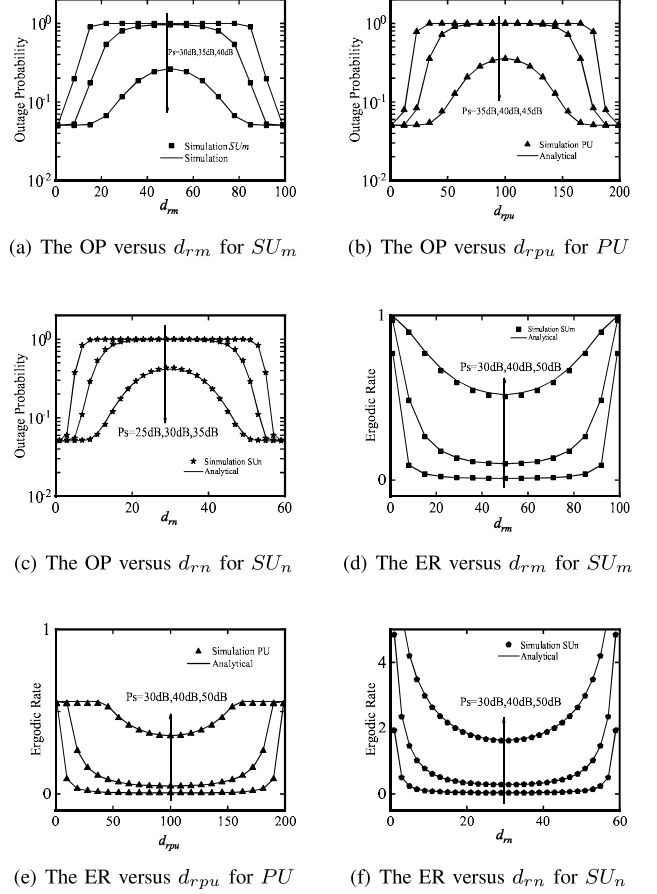 10^0
10^-1
10^-2
Outage Probability
Ps=30dB,35dB,40dB
Simulation SUm
Simulation
0 20 40 60 80 100
d_rm
(a) The OP versus d_rm for SU_m
10^0
10^-1
10^-2
Outage Probability
Ps=35dB,40dB,45dB
Simulation PU
Analytical
0 50 100 150 200
d_rpu
(b) The OP versus d_rpu for PU
10^0
10^-1
10^-2
Outage Probability
Ps=25dB,30dB,35dB
Sinmulation SUn
Analytical
0 20 40 60
d_rn
(c) The OP versus d_rn for SU_n
1
0
Ergodic Rate
Sinmulation SUm
Analytical
Ps=30dB,40dB,50dB
0 20 40 60 80 100
d_rm
(d) The ER versus d_rm for SU_m
1
0
Ergodic Rate
Simulation PU
Analytical
Ps=30dB,40dB,50dB
0 50 100 150 200
d_rpu
(e) The ER versus d_rpu for PU
4
2
0
Ergodic Rate
Simulation SUn
Analytical
Ps=30dB,40dB,50dB
0 20 40 60
d_rn
(f) The ER versus d_rn for SU_n